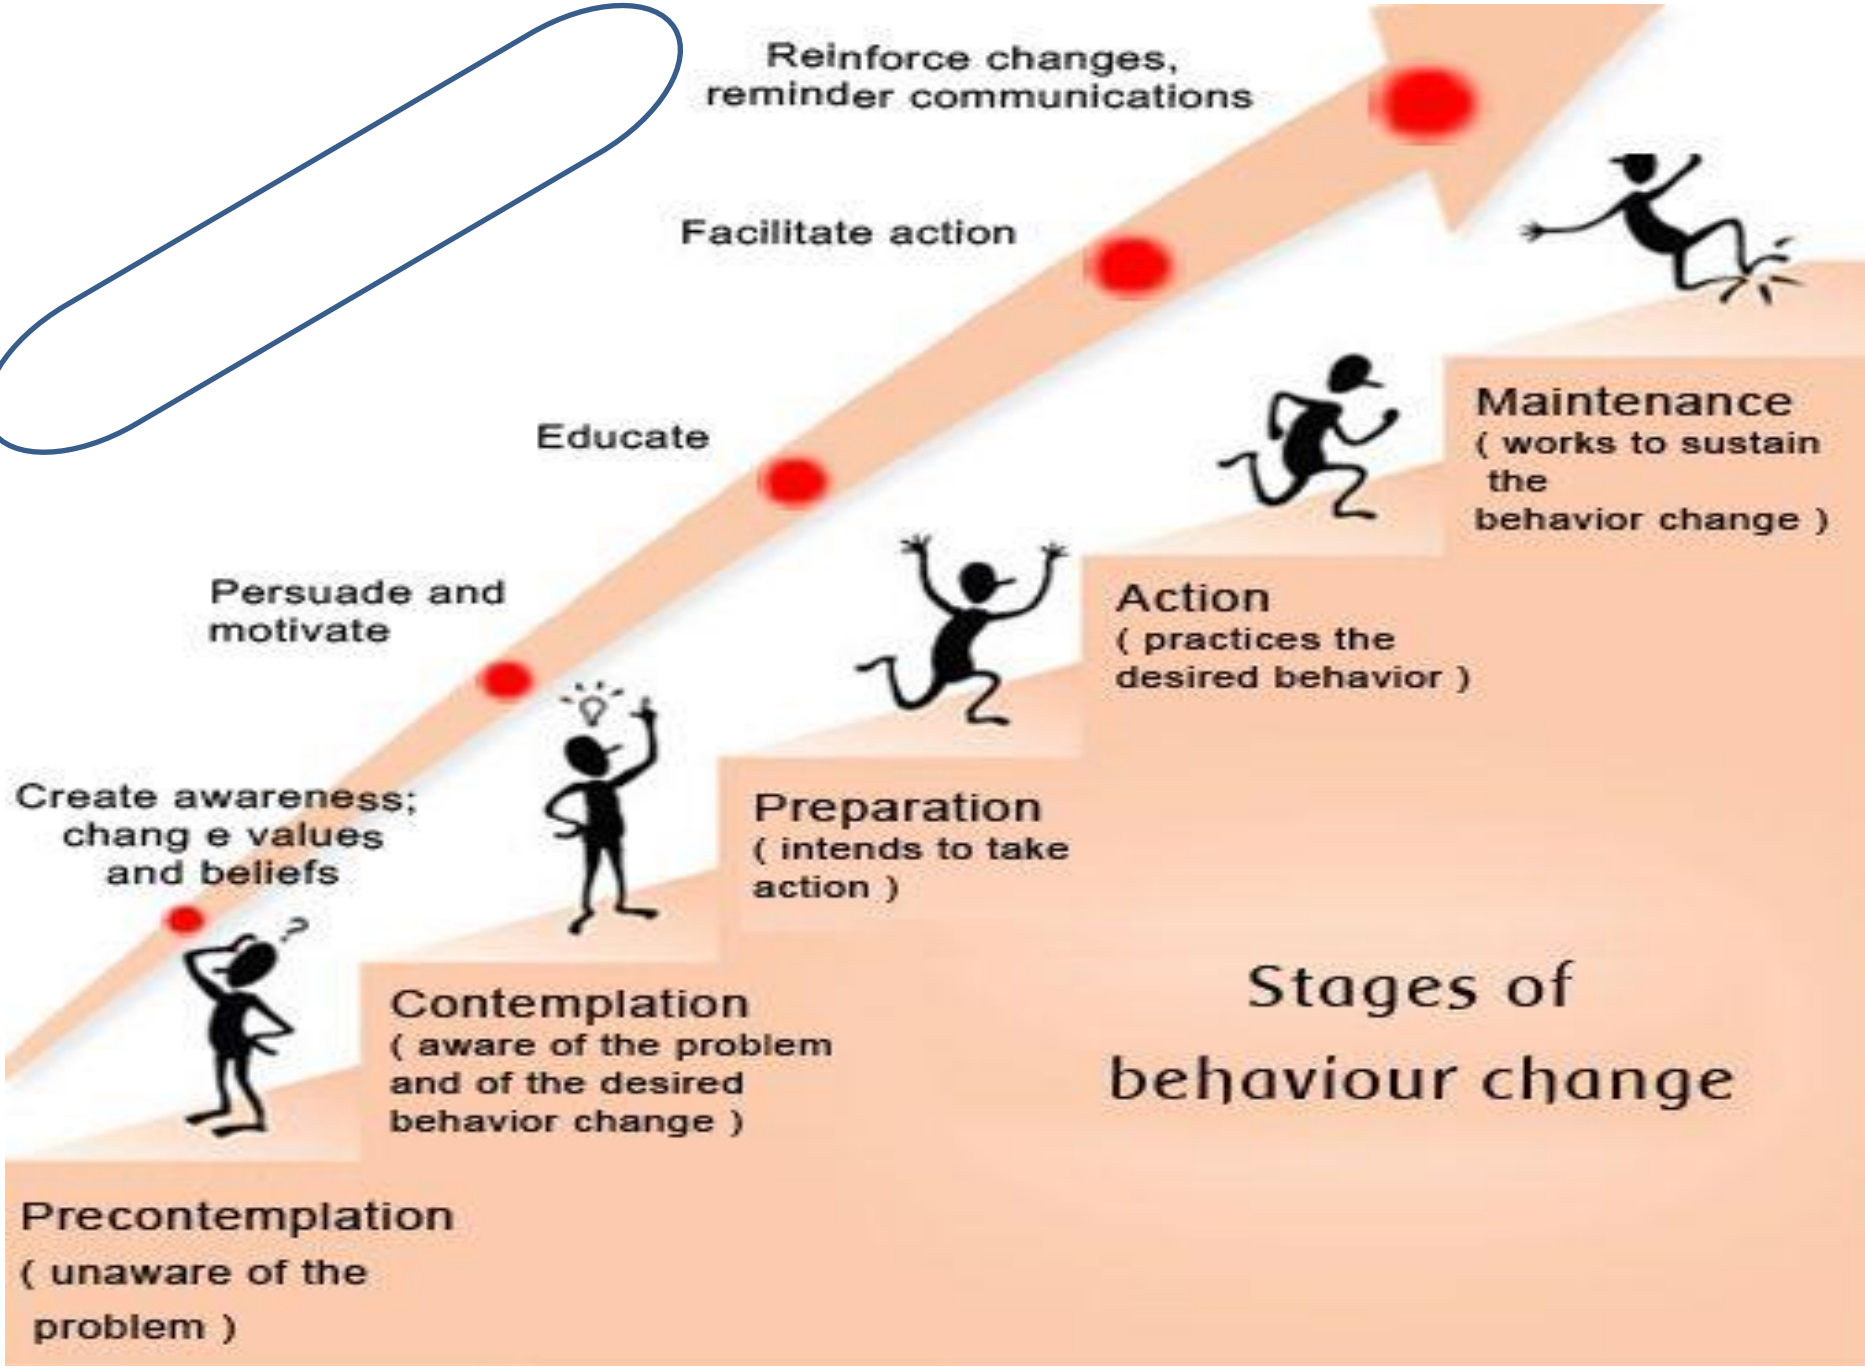 Reinforce changes,
reminder communications
Facilitate action
Educate
Persuade and
motivate
Create awareness;
chang e values
and beliefs
?
Maintenance
( works to sustain
the
behavior change )
Action
( practices the
desired behavior )
Preparation
( intends to take
action )
Contemplation
( aware of the problem
and of the desired
behavior change )
Precontemplation
( unaware of the
problem )
Stages of
behaviour change